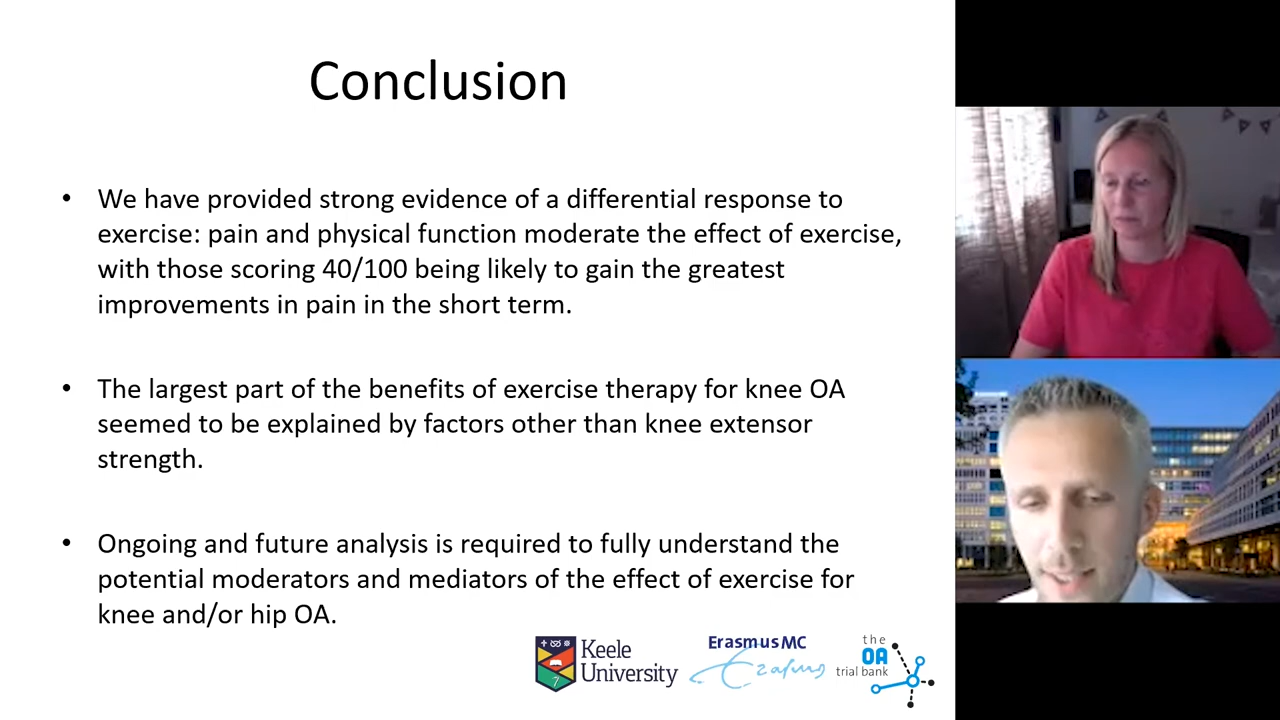 Conclusion
• We have provided strong evidence of a differential response to
exercise: pain and physical function moderate the effect of exercise,
with those scoring 40/100 being likely to gain the greatest
improvements in pain in the short term.
• The largest part of the benefits of exercise therapy for knee OA
seemed to be explained by factors other than knee extensor
strength.
• Ongoing and future analysis is required to fully understand the
potential moderators and mediators of the effect of exercise for
knee and/or hip OA.
Keele
University
Erasmus MC
Erasmus
the
OA
trial bank